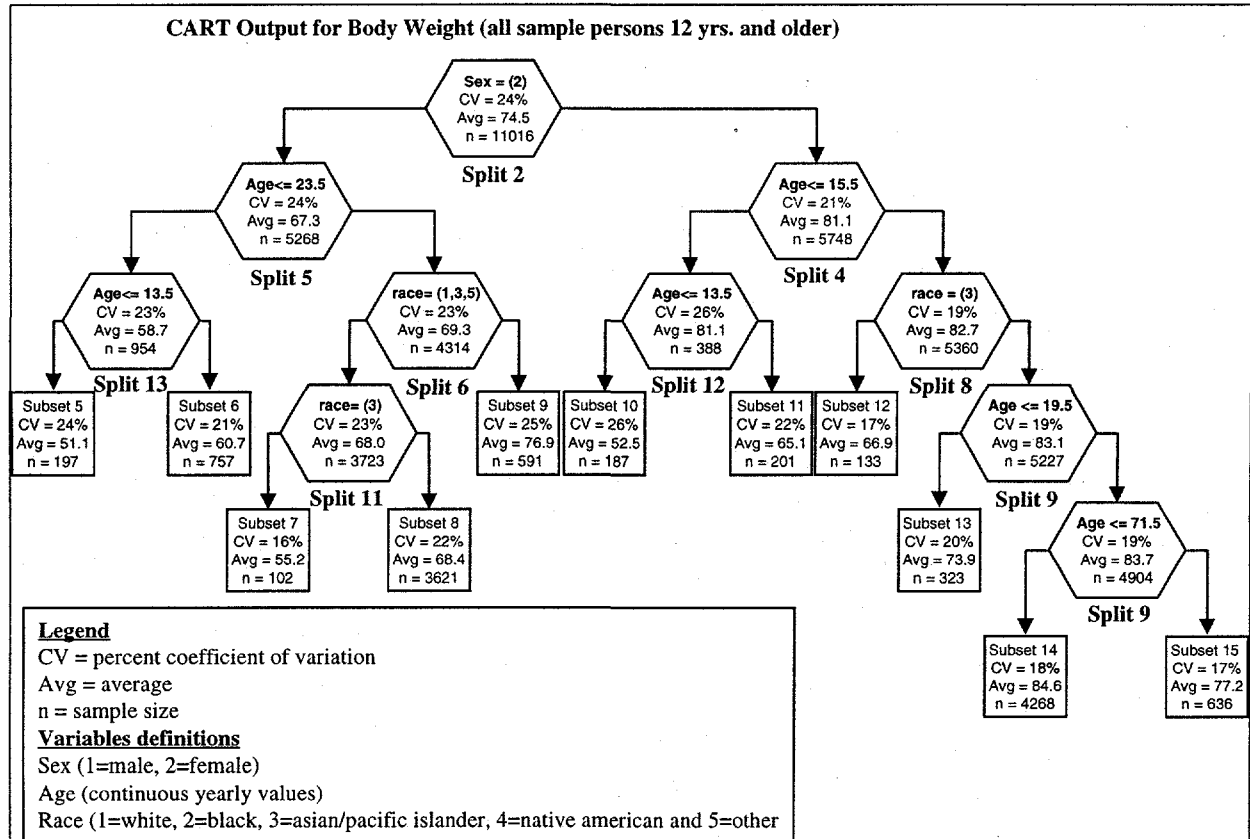 CART Output for Body Weight (all sample persons 12 yrs. and older)
Sex = (2)
CV = 24%
Avg = 74.5
n = 11016
Split 2
Age<= 23.5
CV = 24%
Avg = 67.3
n = 5268
Split 5
Age<= 15.5
CV = 21%
Avg = 81.1
n = 5748
Split 4
Age<= 13.5
CV = 23%
Avg = 58.7
n = 954
Split 13
race= (1,3,5)
CV = 23%
Avg = 69.3
n = 4314
Split 6
Age<= 13.5
CV = 26%
Avg = 81.1
n = 388
Split 12
race = (3)
CV = 19%
Avg = 82.7
n = 5360
Split 8
Subset 5
CV = 24%
Avg = 51.1
n = 197
Subset 6
CV = 21%
Avg = 60.7
n = 757
race= (3)
CV = 23%
Avg = 68.0
n = 3723
Split 11
Subset 9
CV = 25%
Avg = 76.9
n = 591
Subset 10
CV = 26%
Avg = 52.5
n = 187
Subset 11
CV = 22%
Avg = 65.1
n = 201
Subset 12
CV = 17%
Avg = 66.9
n = 133
Age <= 19.5
CV = 19%
Avg = 83.1
n = 5227
Split 9
Subset 7
CV = 16%
Avg = 55.2
n = 102
Subset 8
CV = 22%
Avg = 68.4
n = 3621
Subset 13
CV = 20%
Avg = 73.9
n = 323
Age <= 71.5
CV = 19%
Avg = 83.7
n = 4904
Split 9
Subset 14
CV = 18%
Avg = 84.6
n = 4268
Subset 15
CV = 17%
Avg = 77.2
n = 636
Legend
CV = percent coefficient of variation
Avg = average
n = sample size
Variables definitions
Sex (1=male, 2=female)
Age (continuous yearly values)
Race (1=white, 2=black, 3=asian/pacific islander, 4=native american and 5=other